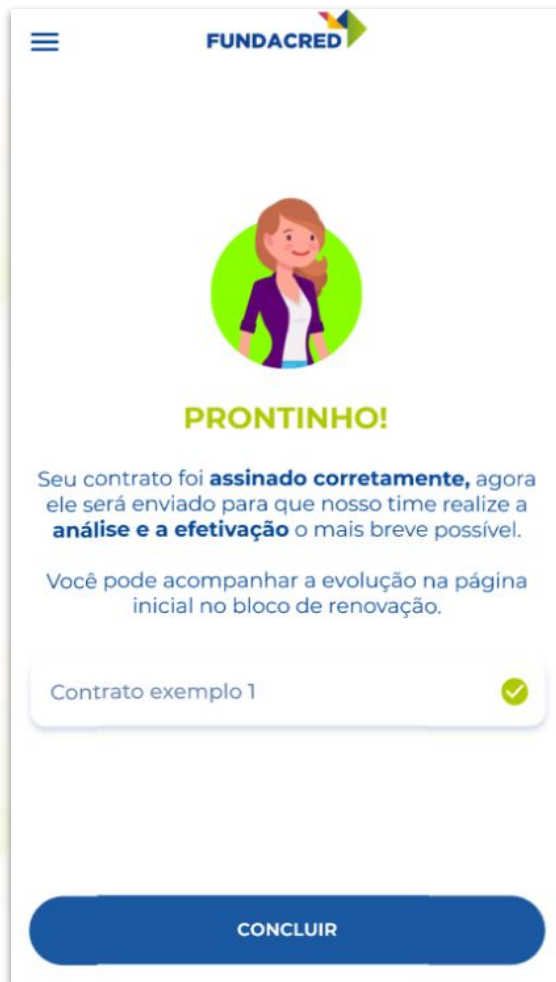 FUNDACRED
PRONTINHO!
Seu contrato foi assinado corretamente, agora
ele será enviado para que nosso time realize a
análise e a efetivação o mais breve possível.
Você pode acompanhar a evolução na página
inicial no bloco de renovação.
Contrato exemplo 1
CONCLUIR